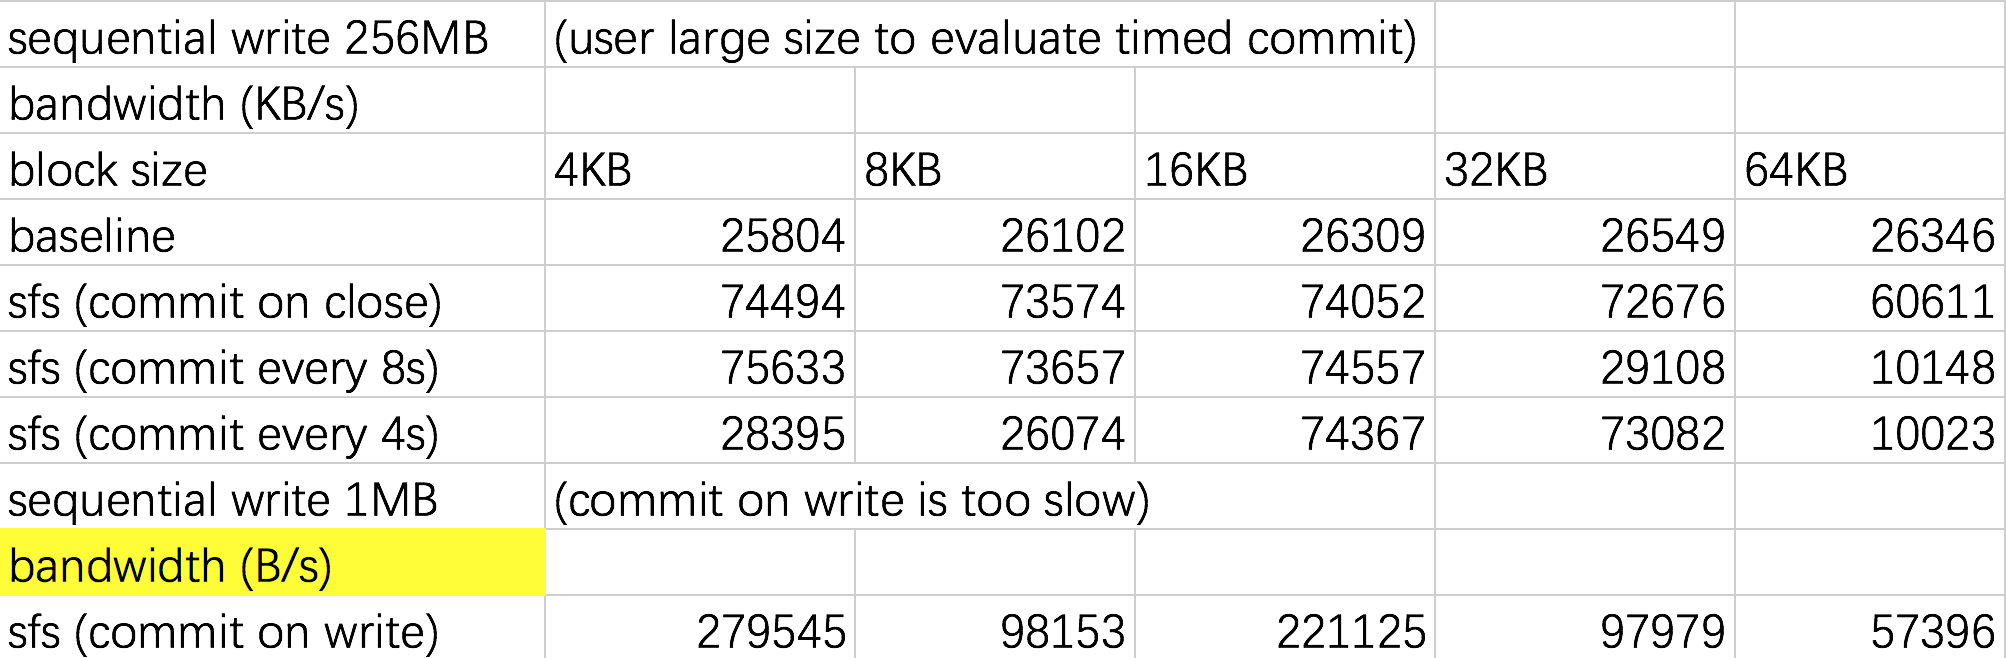 sequential write 256MB (user large size to evaluate timed commit)
bandwidth (KB/s)
block size 4KB 8KB 16KB 32KB 64KB
baseline 25804 26102 26309 26549 26346
sfs (commit on close) 74494 73574 74052 72676 60611
sfs (commit every 8s) 75633 73657 74557 29108 10148
sfs (commit every 4s) 28395 26074 74367 73082 10023
sequential write 1MB (commit on write is too slow)
bandwidth (B/s)
sfs (commit on write) 279545 98153 221125 97979 57396